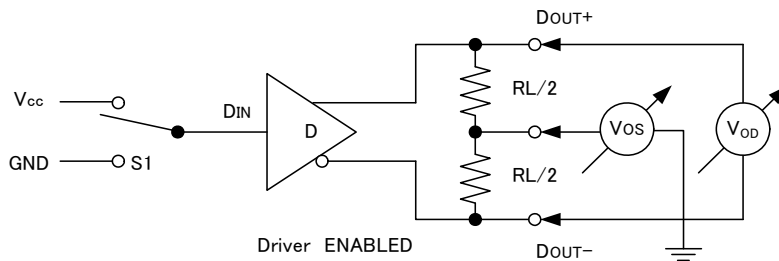 DOUT+
Vcc
RL/2
DIN
D
VOS
VOD
GND
S1
RL/2
Driver ENABLED
DOUT−